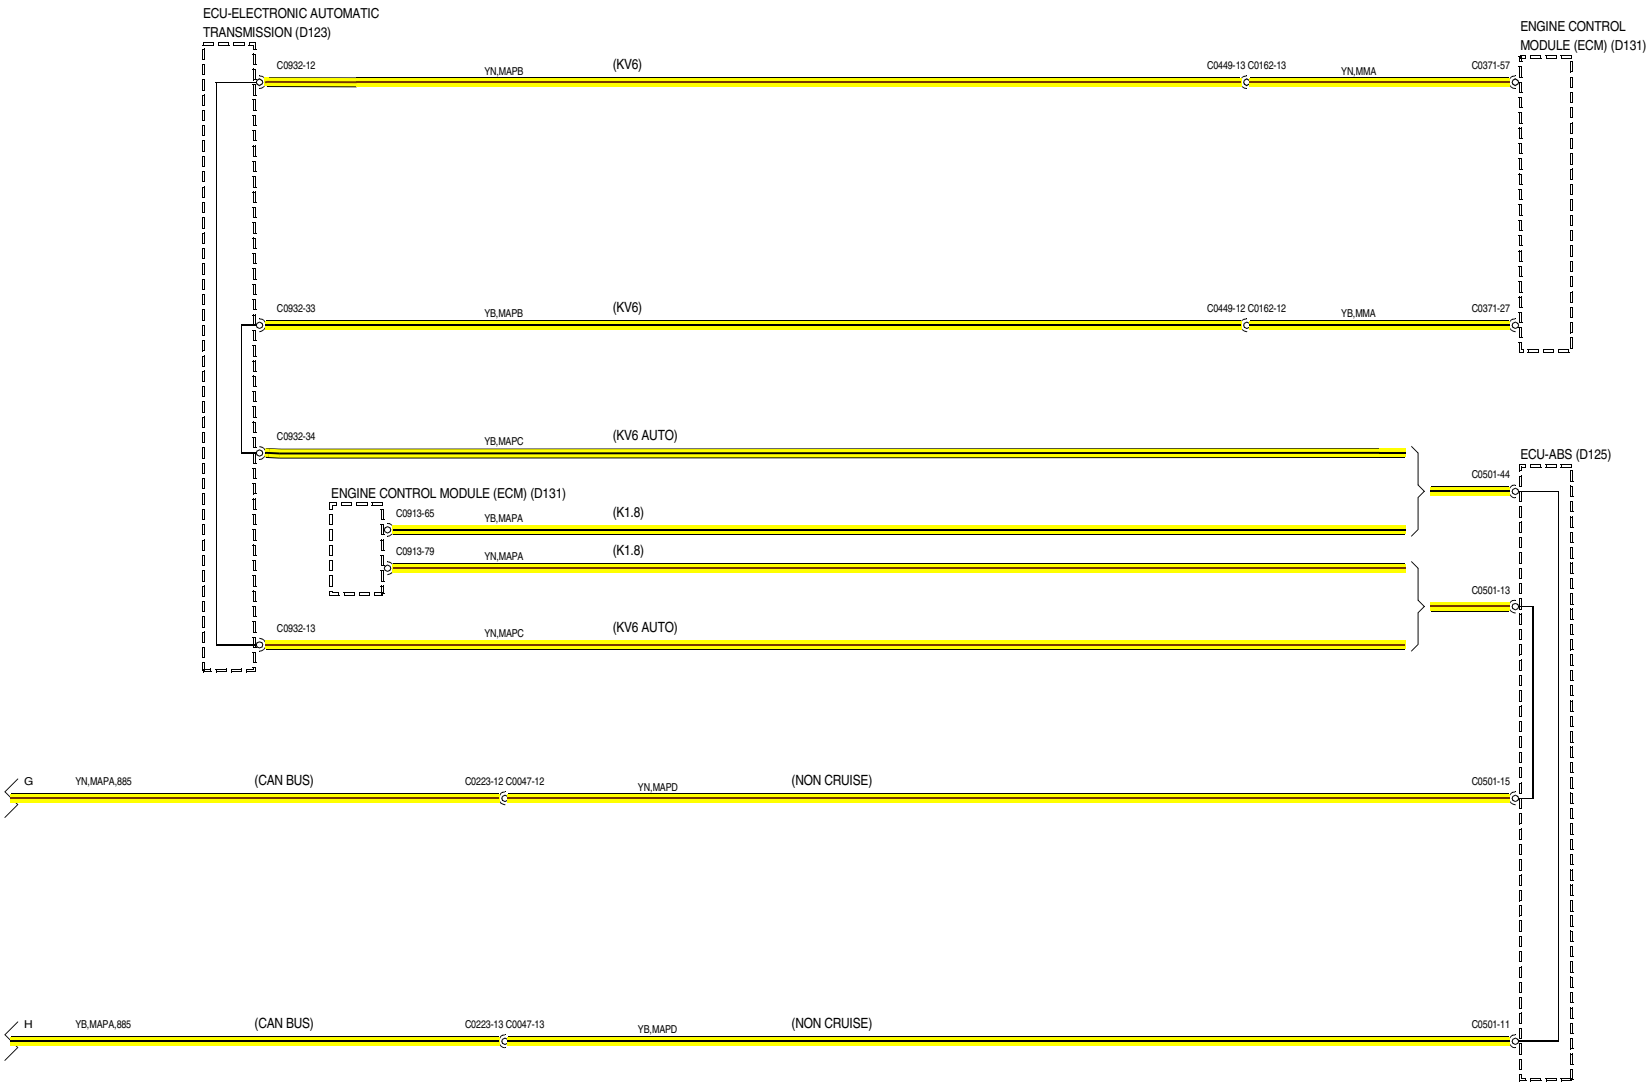 ECU-ELECTRONIC AUTOMATIC
TRANSMISSION (D123)
ENGINE CONTROL
MODULE (ECM) (D131)
C0932-12
YN,MAPB
(KV6)
C0449-13 C0162-13
YN,MMA
C0371-57
C0932-33
YB,MAPB
(KV6)
C0449-12 C0162-12
YB,MMA
C0371-27
C0932-34
YB,MAPC
(KV6 AUTO)
ECU-ABS (D125)
C0501-44
ENGINE CONTROL MODULE (ECM) (D131)
C0913-65
YB,MAPA
(K1.8)
C0913-79
YN,MAPA
(K1.8)
C0501-13
C0932-13
YN,MAPC
(KV6 AUTO)
G
YN,MAPA,885
(CAN BUS)
C0223-12 C0047-12
YN,MAPD
(NON CRUISE)
C0501-15
H
YB,MAPA,885
(CAN BUS)
C0223-13 C0047-13
YB,MAPD
(NON CRUISE)
C0501-11